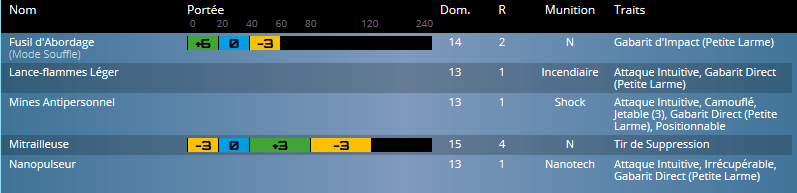 Nom Portée Dom. R Munition Traits
0 20 40 60 80 120 240
Fusil d'Abordage +6 0 -3 14 2 N Gabarit d'Impact (Petite Larme)
(Mode Souffle)
Lance-flammes Léger 13 1 Incendiaire Attaque Intuitive, Gabarit Direct
(Petite Larme)
Mines Antipersonnel 13 1 Shock Attaque Intuitive, Camouflé,
Jetable (3), Gabarit Direct (Petite
Larme), Positionnable
Mitrailleuse -3 0 +3 -3 15 4 N Tir de Suppression
Nanopulseur 13 1 Nanotech Attaque Intuitive, Irrécupérable,
Gabarit Direct (Petite Larme)